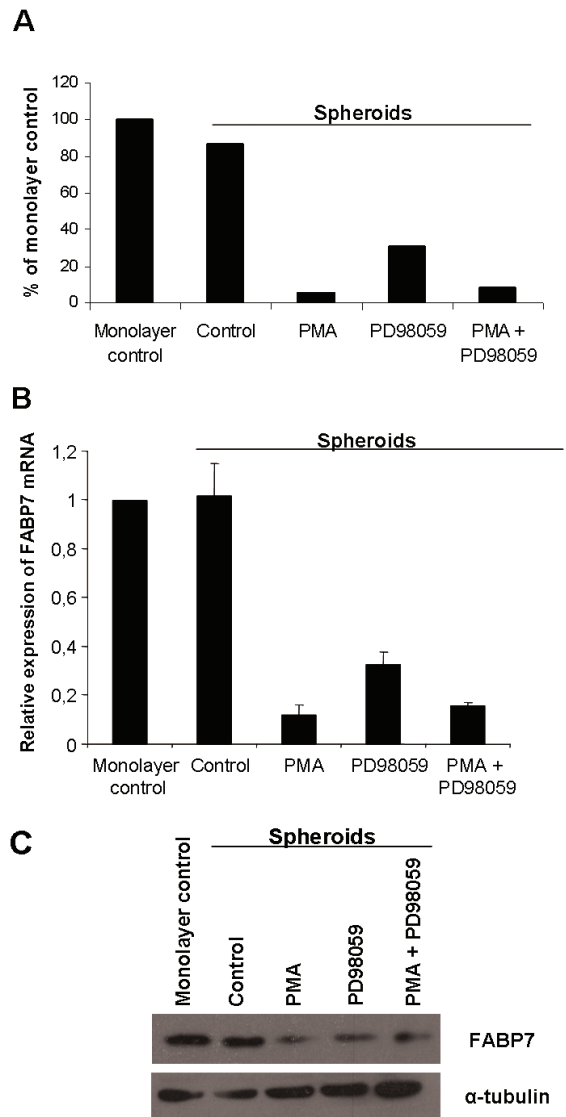 A
% of monolayer control
120
100
80
60
40
20
0
Spheroids
Monolayer control
Control
PMA
PD98059
PMA + PD98059
B
Relative expression of FABP7 mRNA
1,2
1
0,8
0,6
0,4
0,2
0
Spheroids
Monolayer control
Control
PMA
PD98059
PMA + PD98059
C
Spheroids
Monolayer control
Control
PMA
PD98059
PMA + PD98059
FABP7
α-tubulin